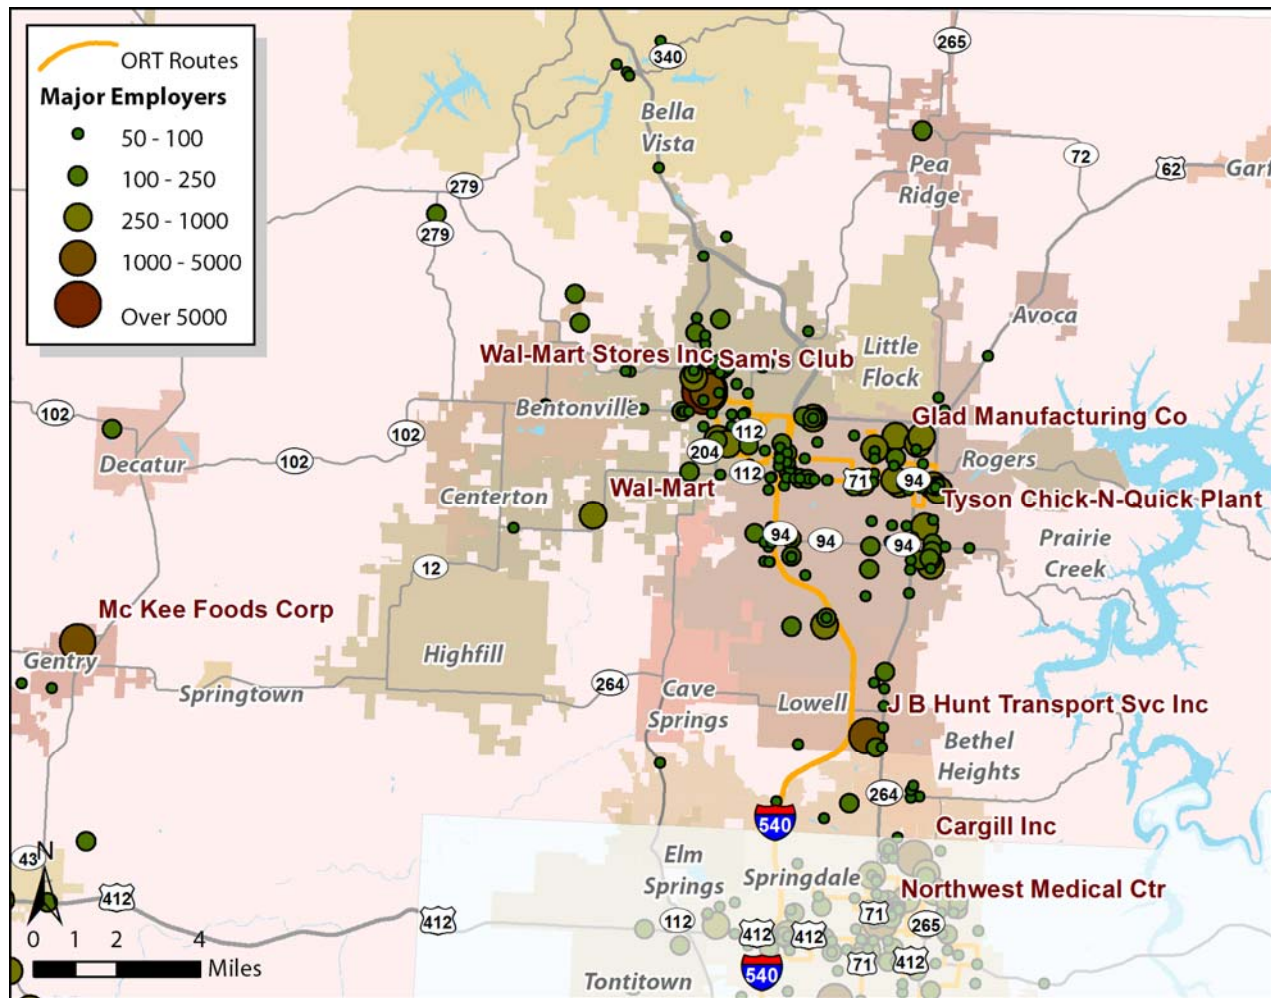 ORT Routes
Major Employers
50 - 100
100 - 250
250 - 1000
1000 - 5000
Over 5000
340
265
Bella
Vista
72
62
Pea
Ridge
Garf
279
279
Avoca
Little
Flock
Wal-Mart Stores Inc
Sam's Club
102
Bentonville
Glad Manufacturing Co
102
112
Decatur
102
204
Rogers
112
71
94
Centerton
Wal-Mart
Tyson Chick-N-Quick Plant
94
94
94
Prairie
Creek
12
Mc Kee Foods Corp
Gentry
Highfill
Springtown
264
Cave
Springs
Lowell
J B Hunt Transport Svc Inc
Bethel
Heights
264
540
Cargill Inc
43
N
Elm
Springs
Springdale
Northwest Medical Ctr
412
412
112
71
265
412
412
0 1 2 4
Miles
540
71
412
Tontitown